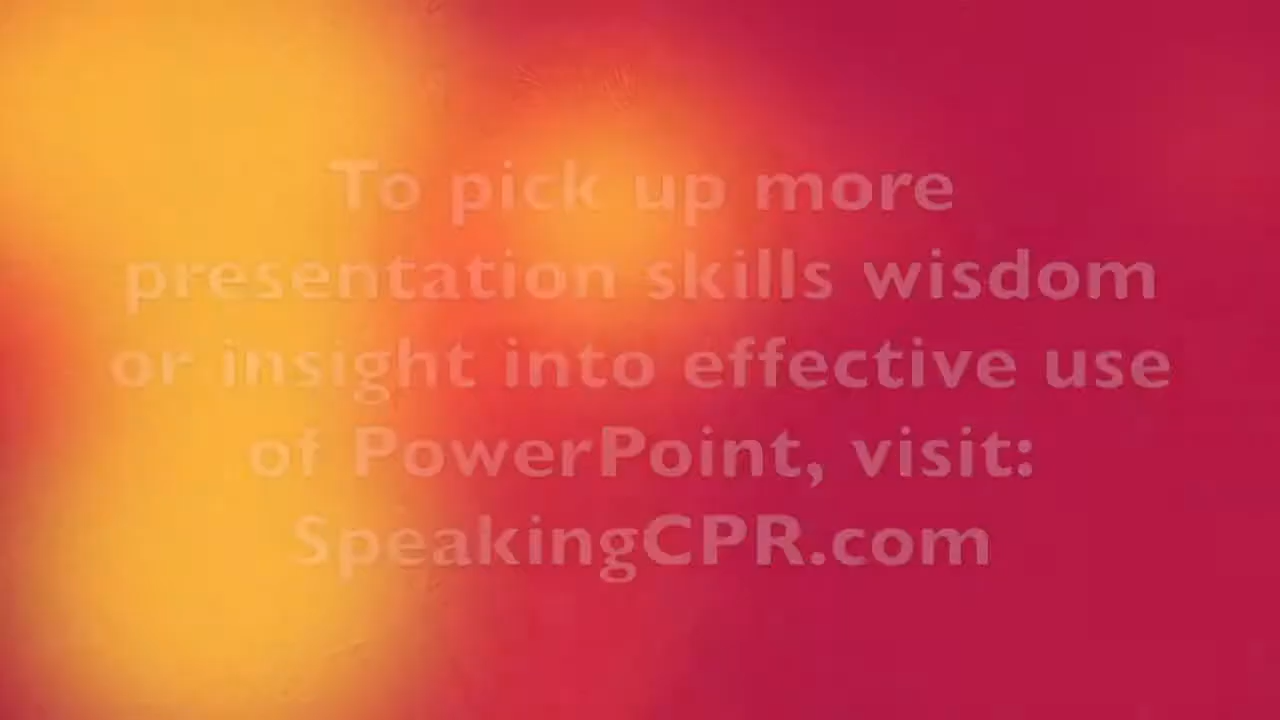 To pick up more
presentation skills wisdom
or insight into effective use
of PowerPoint, visit:
SpeakingCPR.com